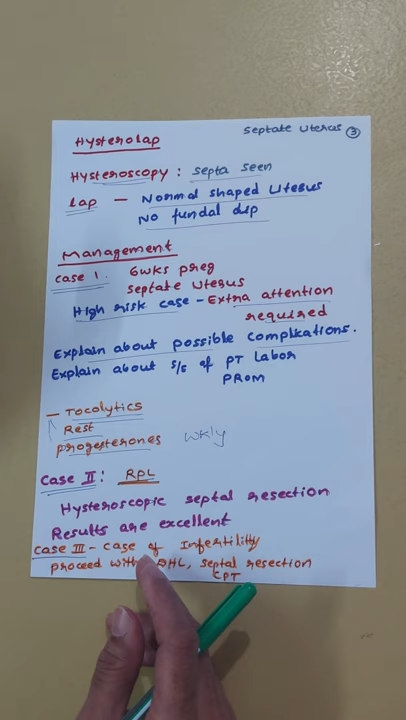 Septate Uterus ③
Hysterolap
Hysteroscopy : Septa seen
Lap — Normal shaped Uterus
No fundal dip
Management
Case 1. 6wks preg
Septate Uterus
High risk case - Extra attention
required
Explain about possible complications.
Explain about s/s of PT Labor
PROM
— Tocolytics
Rest
progesterones wkly
Case II : RPL
Hysteroscopic septal resection
Results are excellent
Case III - Case of Infertility
proceed with DHL, septal resection
CPT